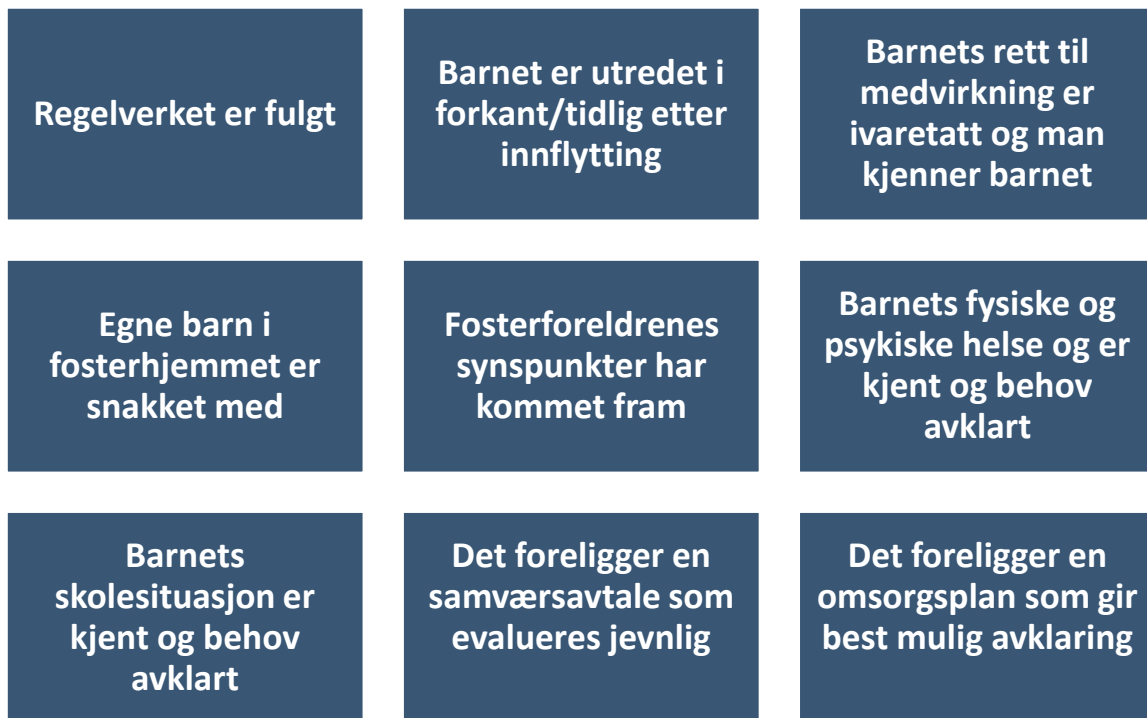 Regelverket er fulgt
Barnet er utredet i
forkant/tidlig etter
innflytting
Barnets rett til
medvirkning er
ivaretatt og man
kjenner barnet
Egne barn i
fosterhjemmet er
snakket med
Fosterforeldrenes
synspunkter har
kommet fram
Barnets fysiske og
psykiske helse og er
kjent og behov
avklart
Barnets
skolesituasjon er
kjent og behov
avklart
Det foreligger en
samværsavtale som
evalueres jevnlig
Det foreligger en
omsorgsplan som gir
best mulig avklaring